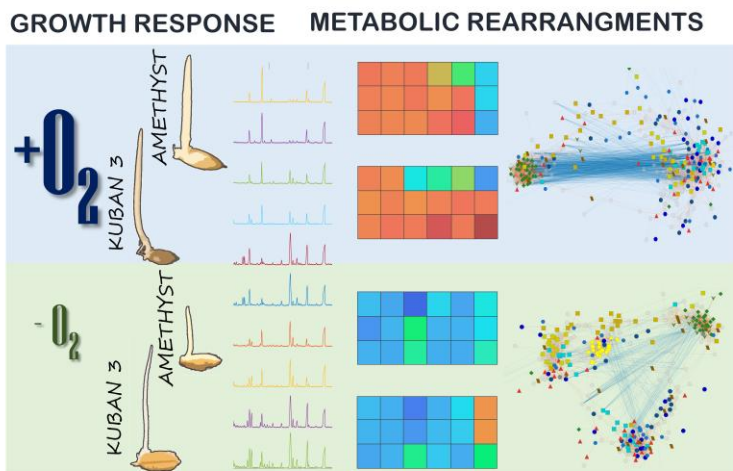 GROWTH RESPONSE
METABOLIC REARRANGMENTS
+O2
KUBAN 3
AMETHYST
-O2
KUBAN 3
AMETHYST